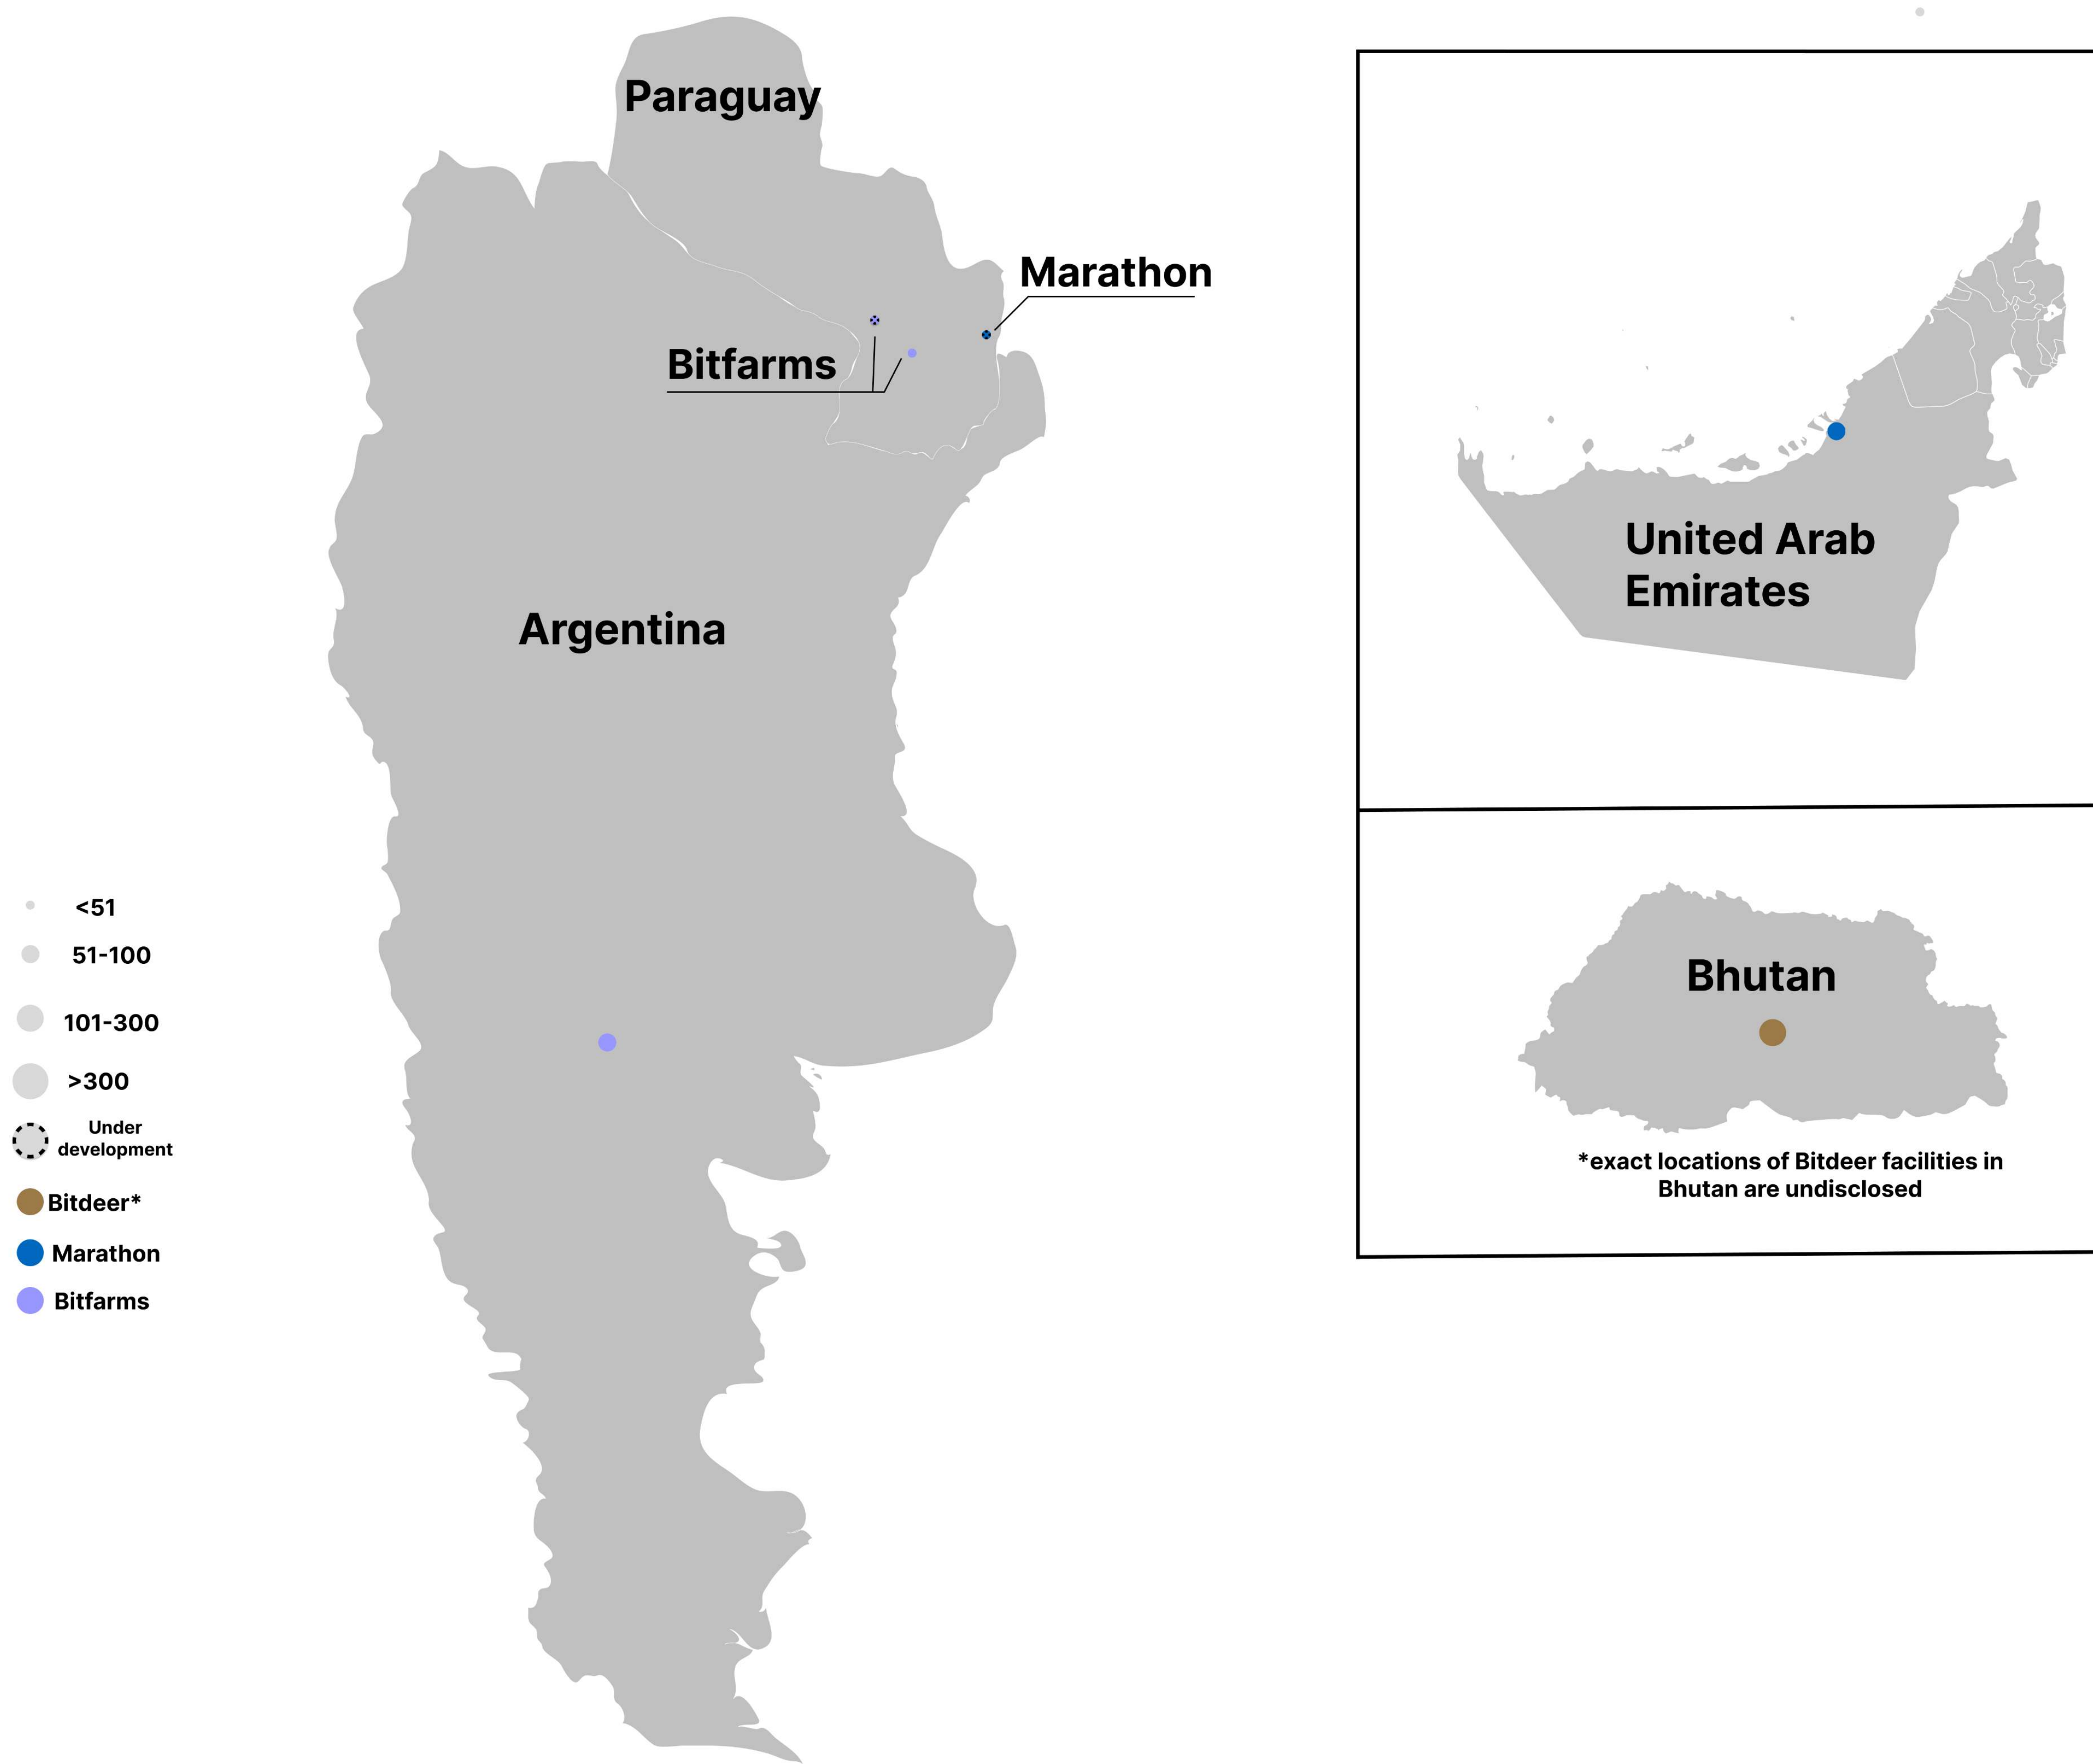 Paraguay
Marathon
Bitfarms
Argentina
<51
51-100
101-300
>300
Under
development
Bitdeer*
Marathon
Bitfarms
United Arab
Emirates
Bhutan
*exact locations of Bitdeer facilities in
Bhutan are undisclosed